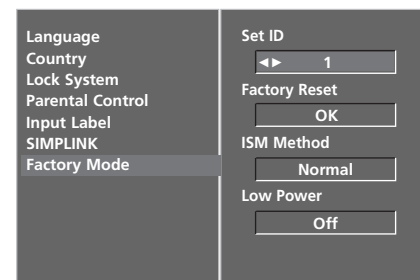 Language
Country
Lock System
Parental Control
Input Label
SIMPLINK
Factory Mode
Set ID
◄► 1
Factory Reset
OK
ISM Method
Normal
Low Power
Off